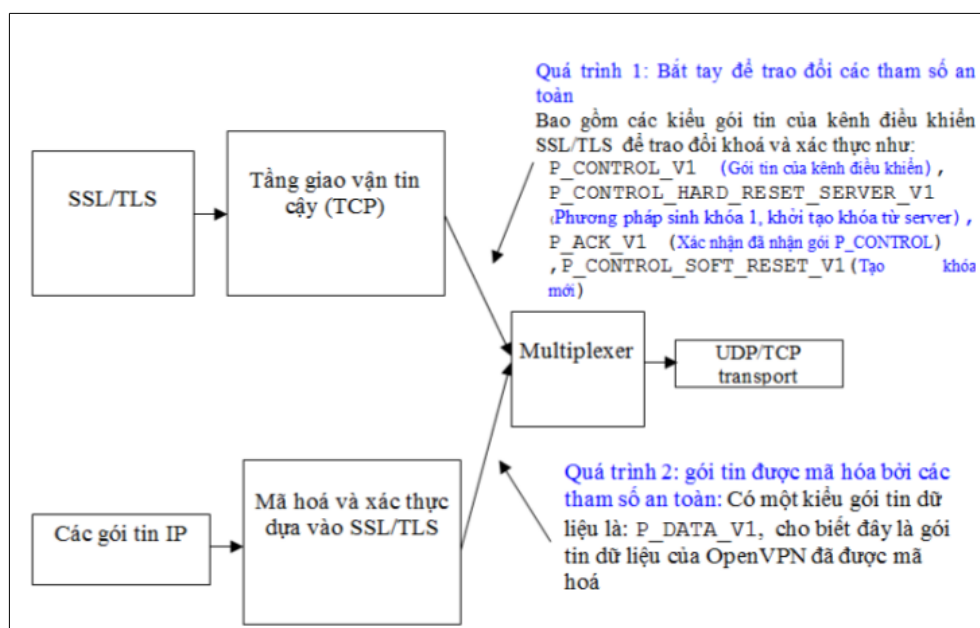 Quá trình 1: Bắt tay để trao đổi các tham số an
toàn
Bao gồm các kiểu gói tin của kênh điều khiển
SSL/TLS để trao đổi khoá và xác thực như:
P_CONTROL_V1 (Gói tin của kênh điều khiển),
P_CONTROL_HARD_RESET_SERVER_V1
(Phương pháp sinh khóa 1, khởi tạo khóa từ server),
P_ACK_V1 (Xác nhận đã nhận gói P_CONTROL)
,P_CONTROL_SOFT_RESET_V1(Tạo khóa
mới)
SSL/TLS
Tầng giao vận tin
cậy (TCP)
Multiplexer
UDP/TCP
transport
Các gói tin IP
Mã hoá và xác thực
dựa vào SSL/TLS
Quá trình 2: gói tin được mã hóa bởi các
tham số an toàn: Có một kiểu gói tin dữ
liệu là: P_DATA_V1, cho biết đây là gói
tin dữ liệu của OpenVPN đã được mã
hoá